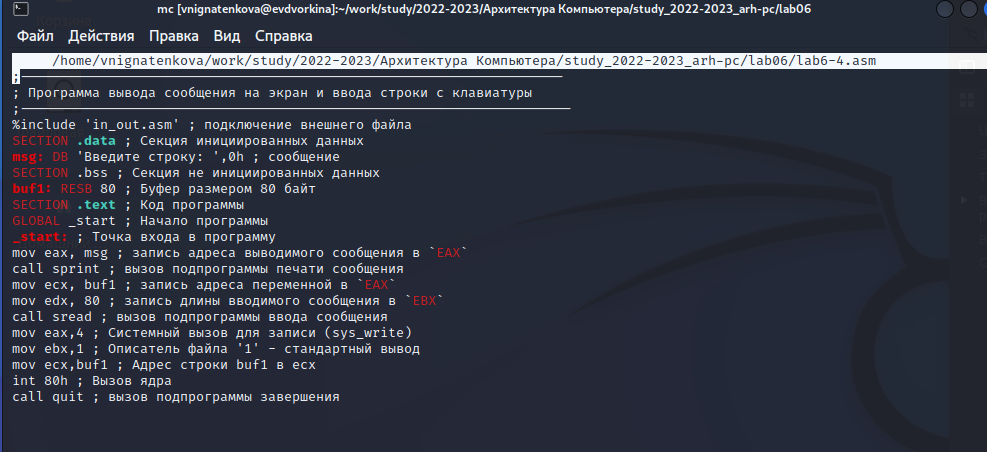 mc [vnignatenkova@evdvorkina]:~/work/study/2022-2023/Архитектура Компьютера/study_2022-2023_arh-pc/lab06
Файл Действия Правка Вид Справка
/home/vnignatenkova/work/study/2022-2023/Архитектура Компьютера/study_2022-2023_arh-pc/lab06/lab6-4.asm
;--------------------------------------------------------------------
; Программа вывода сообщения на экран и ввода строки с клавиатуры
;---------------------------------------------------------------------
%include 'in_out.asm' ; подключение внешнего файла
SECTION .data ; Секция инициированных данных
msg: DB 'Введите строку: ',0h ; сообщение
SECTION .bss ; Секция не инициированных данных
buf1: RESB 80 ; Буфер размером 80 байт
SECTION .text ; Код программы
GLOBAL _start ; Начало программы
_start: ; Точка входа в программу
mov eax, msg ; запись адреса выводимого сообщения в `EAX`
call sprint ; вызов подпрограммы печати сообщения
mov ecx, buf1 ; запись адреса переменной в `EAX`
mov edx, 80 ; запись длины вводимого сообщения в `EBX`
call sread ; вызов подпрограммы ввода сообщения
mov eax,4 ; Системный вызов для записи (sys_write)
mov ebx,1 ; Описатель файла '1' - стандартный вывод
mov ecx,buf1 ; Адрес строки buf1 в ecx
int 80h ; Вызов ядра
call quit ; вызов подпрограммы завершения